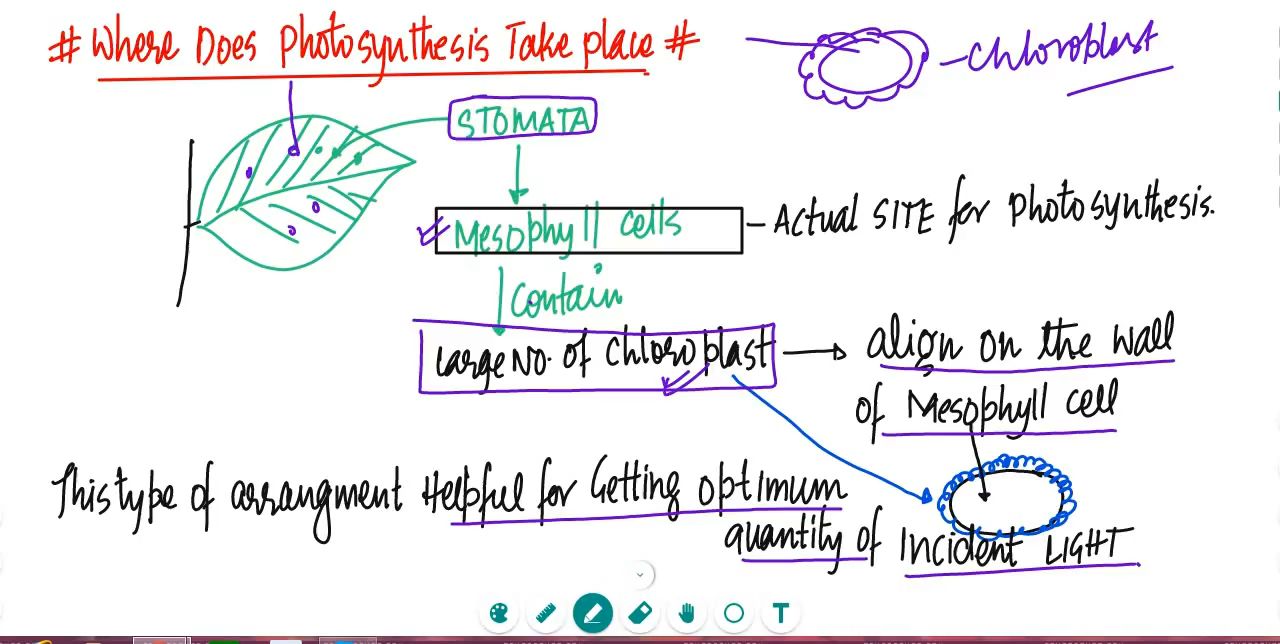 # Where Does Photosynthesis Take place #
Chloroplast
STOMATA
Mesophyll cells - Actual SITE for Photosynthesis.
Contain
Large No. of Chloroplast → align on the wall
of Mesophyll cell
This type of arrangment Helpful for Getting optimum
quantity of Incident LIGHT
T